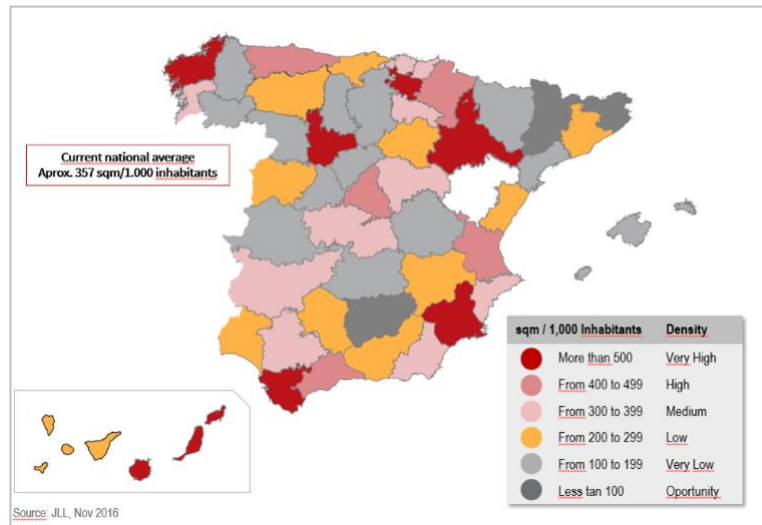 Current national average
Aprox. 357 sqm/1.000 inhabitants
sqm / 1,000 Inhabitants Density
More than 500 Very High
From 400 to 499 High
From 300 to 399 Medium
From 200 to 299 Low
From 100 to 199 Very Low
Less tan 100 Oportunity
Source: JLL, Nov 2016